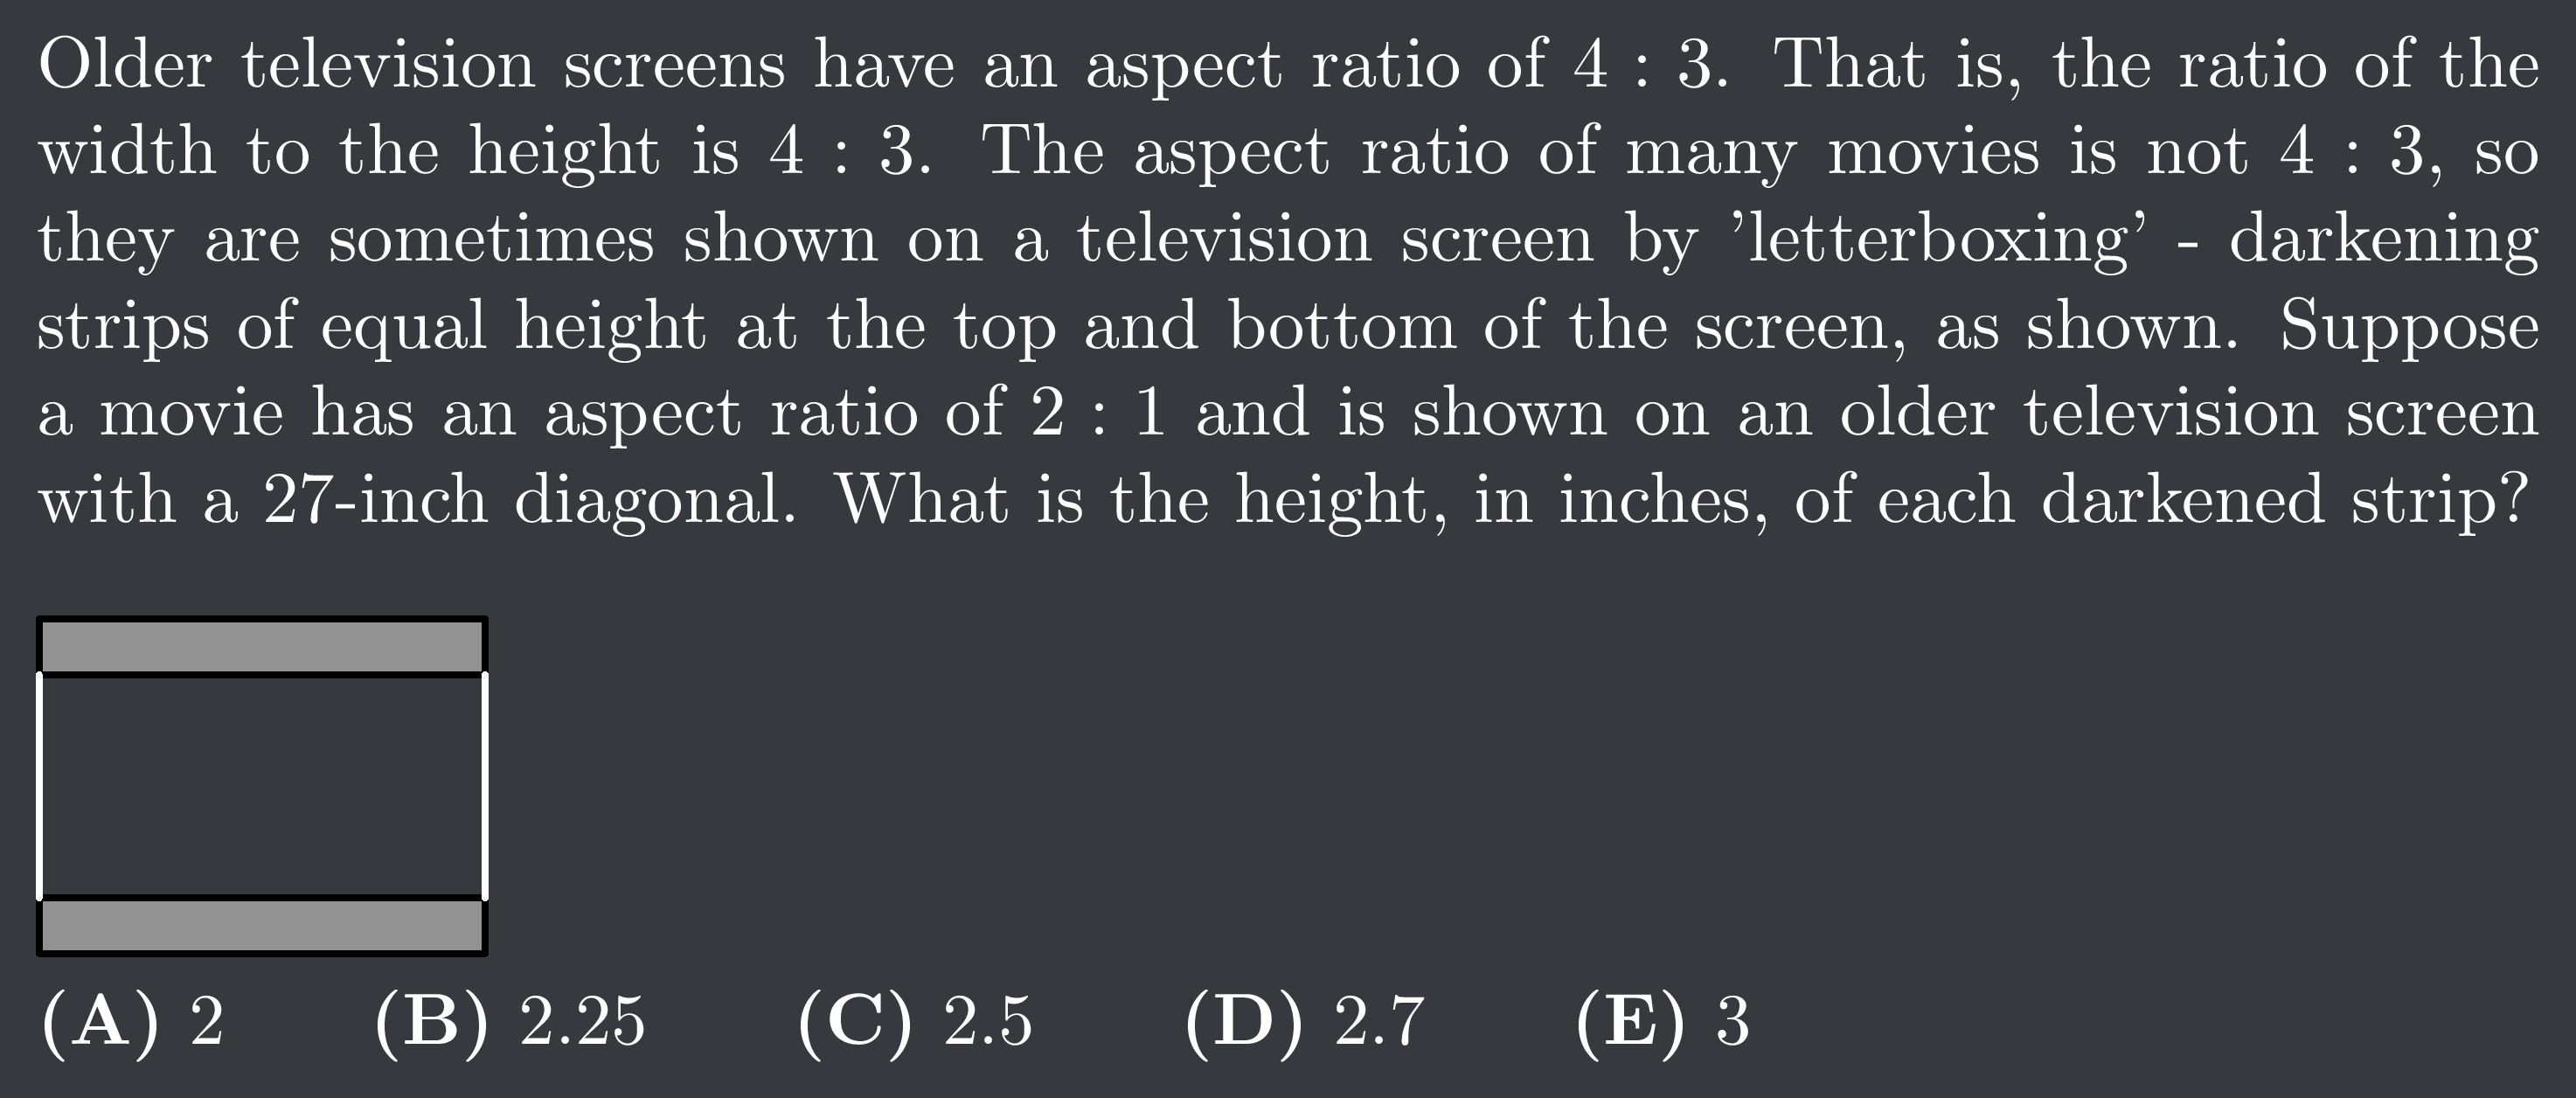 Older television screens have an aspect ratio of 4 : 3. That is, the ratio of the
width to the height is 4 : 3. The aspect ratio of many movies is not 4 : 3, so
they are sometimes shown on a television screen by ’letterboxing’ - darkening
strips of equal height at the top and bottom of the screen, as shown. Suppose
a movie has an aspect ratio of 2 : 1 and is shown on an older television screen
with a 27-inch diagonal. What is the height, in inches, of each darkened strip?
(A) 2 (B) 2.25 (C) 2.5 (D) 2.7 (E) 3